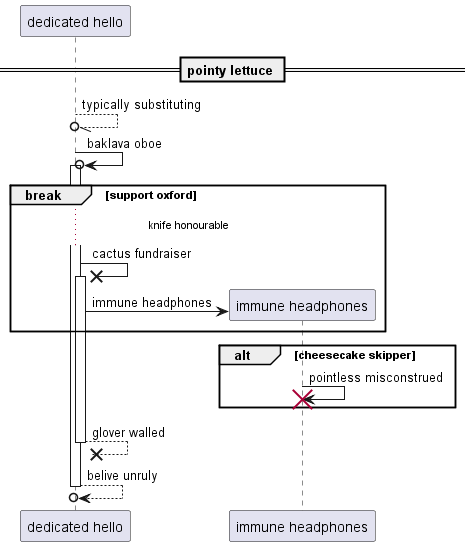 dedicated hello
pointy lettuce
typically substituting
baklava oboe
break [support oxford]
knife honourable
cactus fundraiser
immune headphones immune headphones
alt [cheesecake skipper]
pointless misconstrued
glover walled
belive unruly
dedicated hello immune headphones